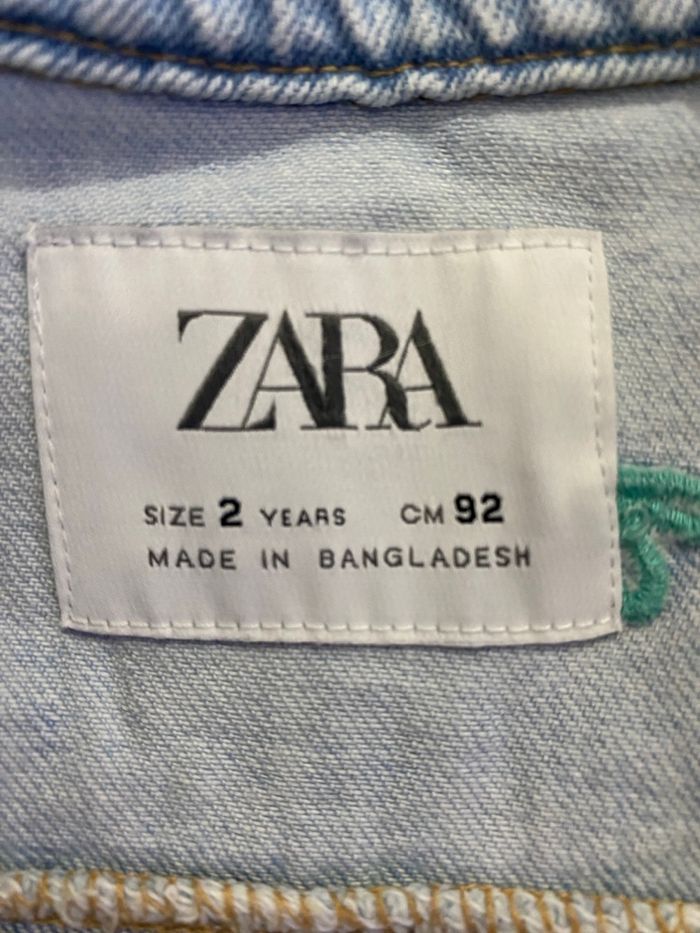 ZARA
SIZE 2 YEARS CM 92
MADE IN BANGLADESH